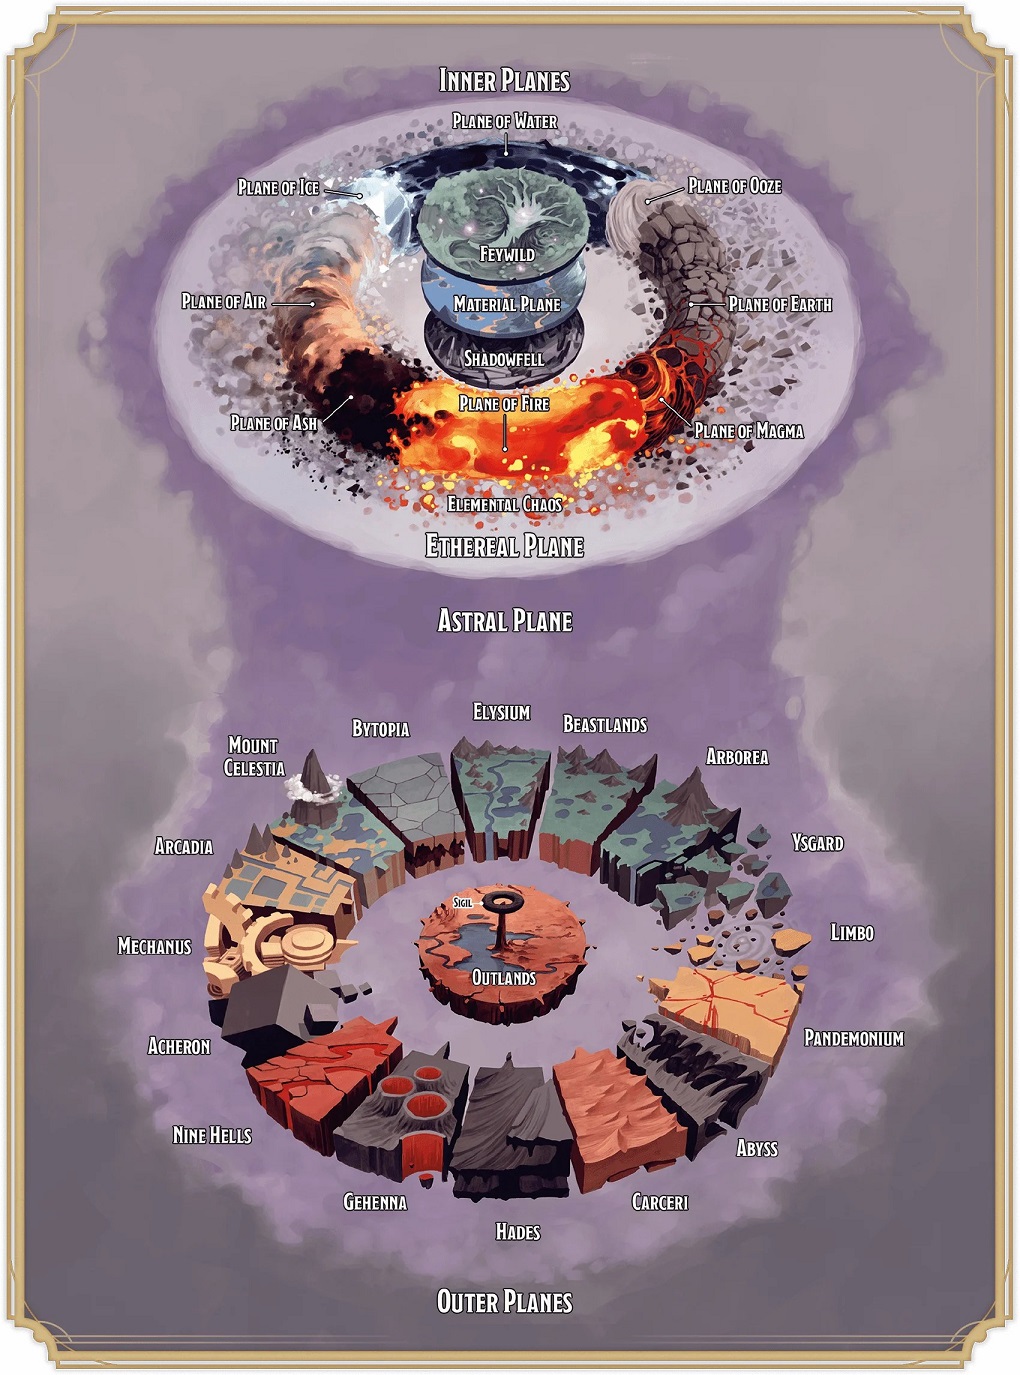 INNER PLANES
PLANE OF WATER
PLANE OF ICE
PLANE OF OOZE
FEYWILD
PLANE OF AIR
MATERIAL PLANE
PLANE OF EARTH
SHADOWFELL
PLANE OF FIRE
PLANE OF ASH
PLANE OF MAGMA
ELEMENTAL CHAOS
ETHEREAL PLANE
ASTRAL PLANE
ELYSIUM
BYTOPIA
BEASTLANDS
MOUNT
CELESTIA
ARBOREA
ARCADIA
YSGARD
SIGIL
LIMBO
MECHANUS
OUTLANDS
PANDEMONIUM
ACHERON
NINE HELLS
ABYSS
GEHENNA
CARCERI
HADES
OUTER PLANES